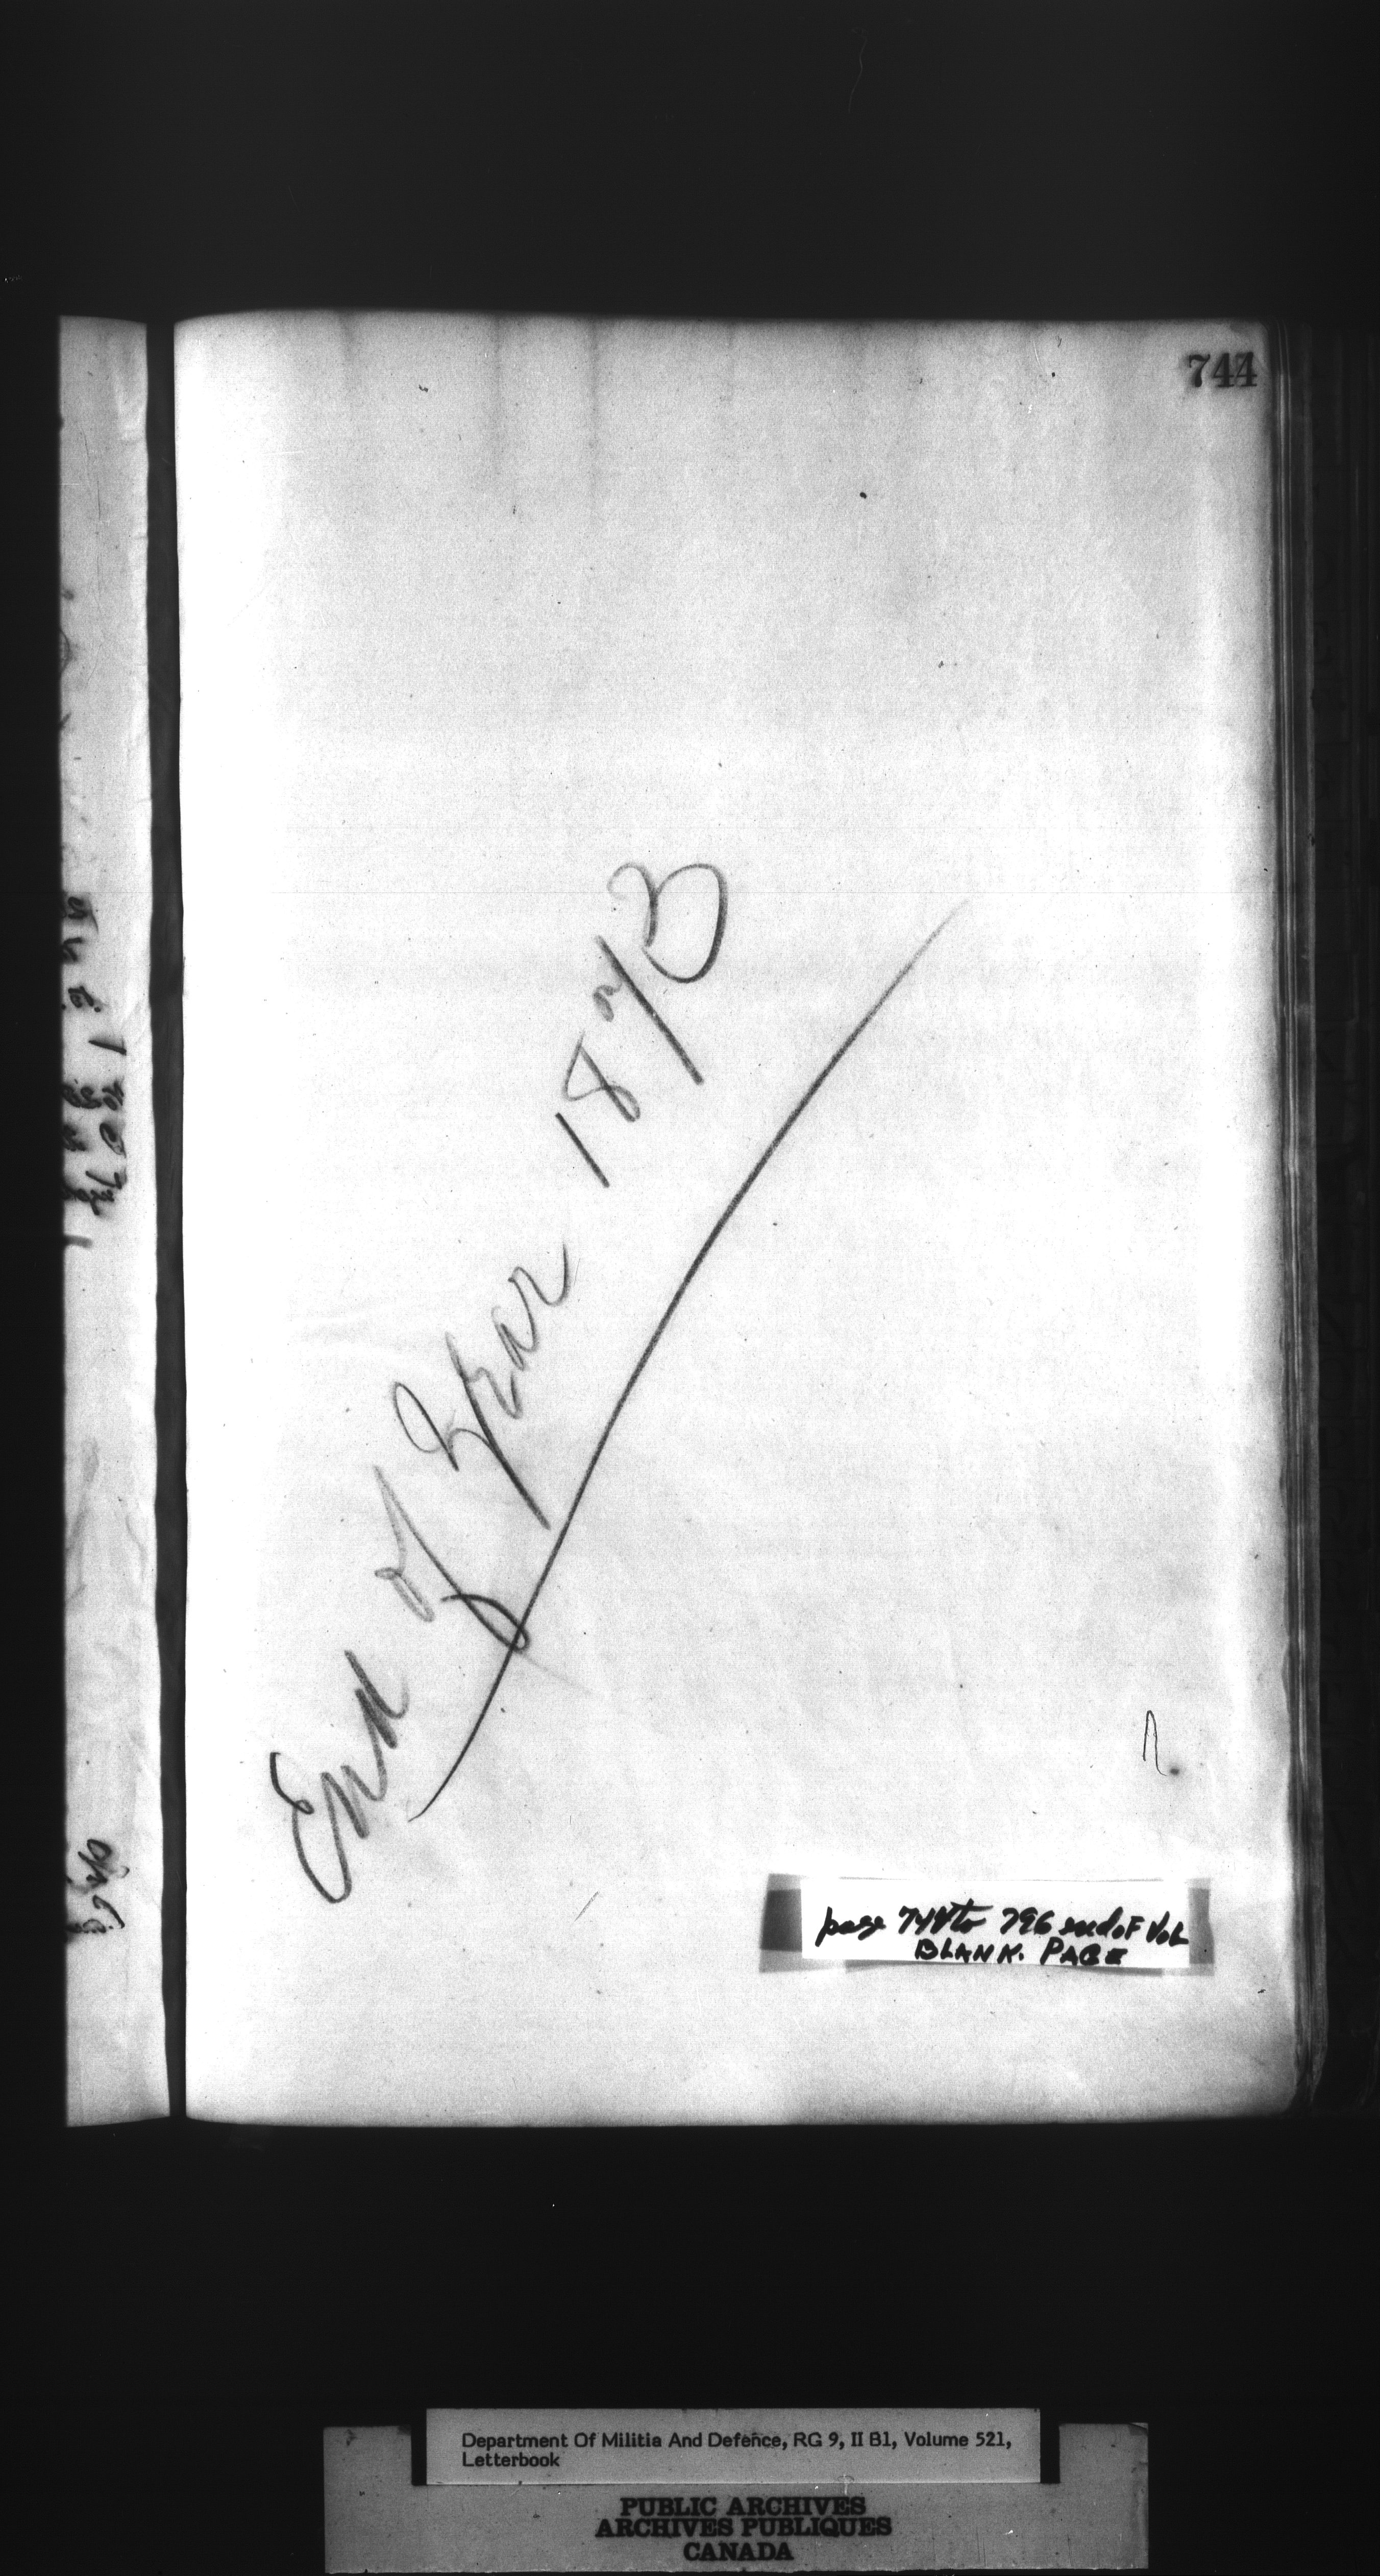 744
End of Year 1873
page 744 to 796 end of Vol
BLANK. PAGE
Department Of Militia And Defence, RG 9, II B1, Volume 521,
Letterbook
PUBLIC ARCHIVES
ARCHIVES PUBLIQUES
CANADA